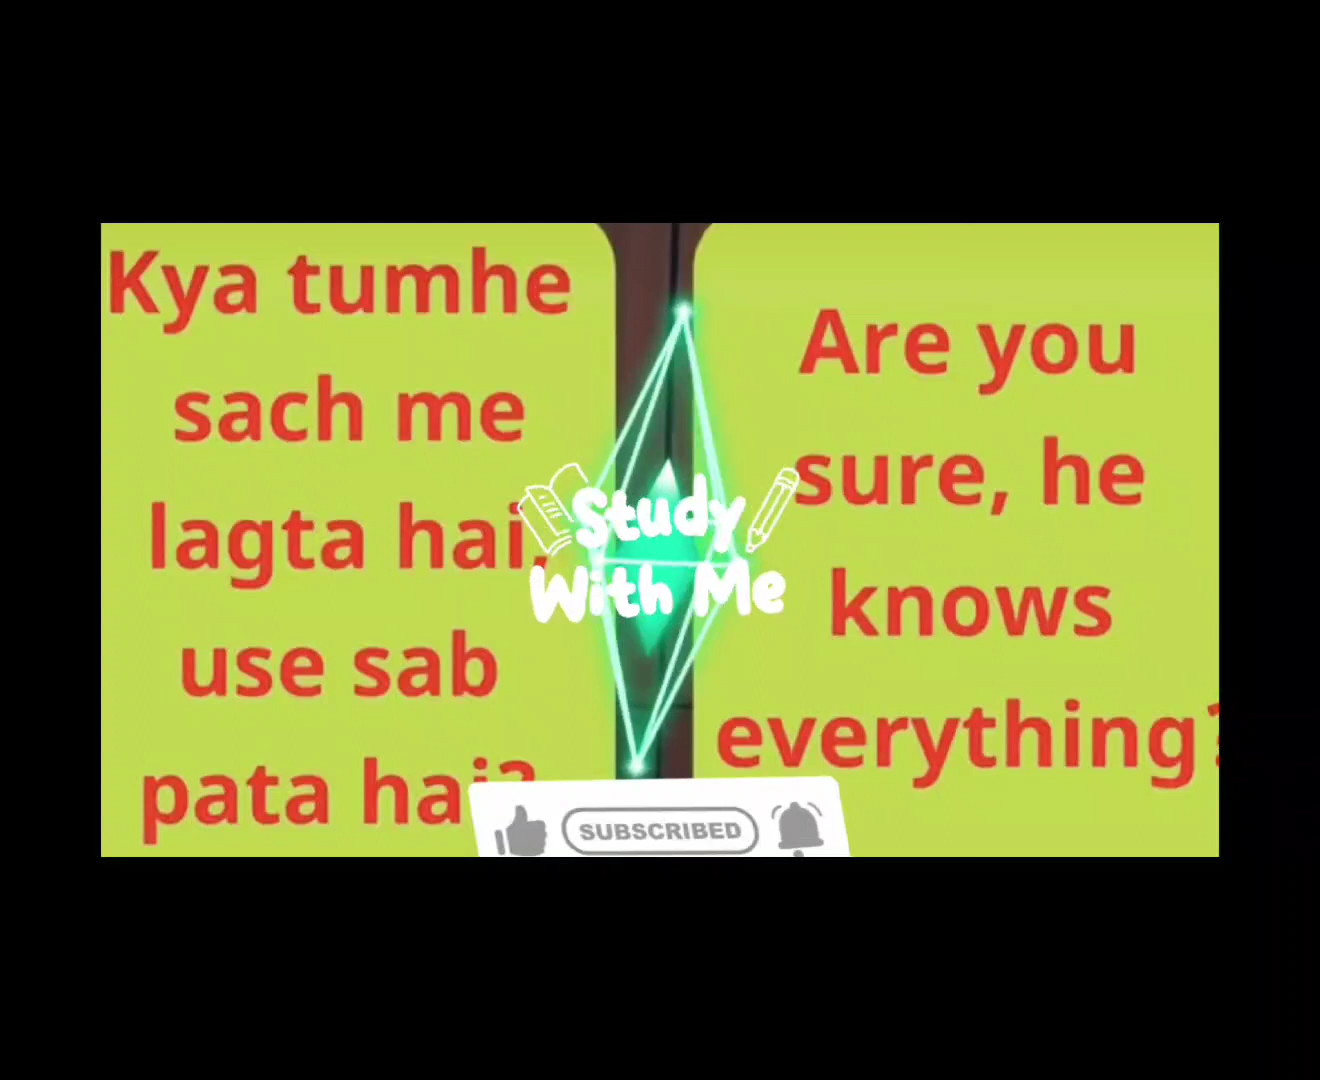 Kya tumhe
sach me
lagta hai,
use sab
pata hai?
Are you
sure, he
knows
everything?
Study
With Me
SUBSCRIBED